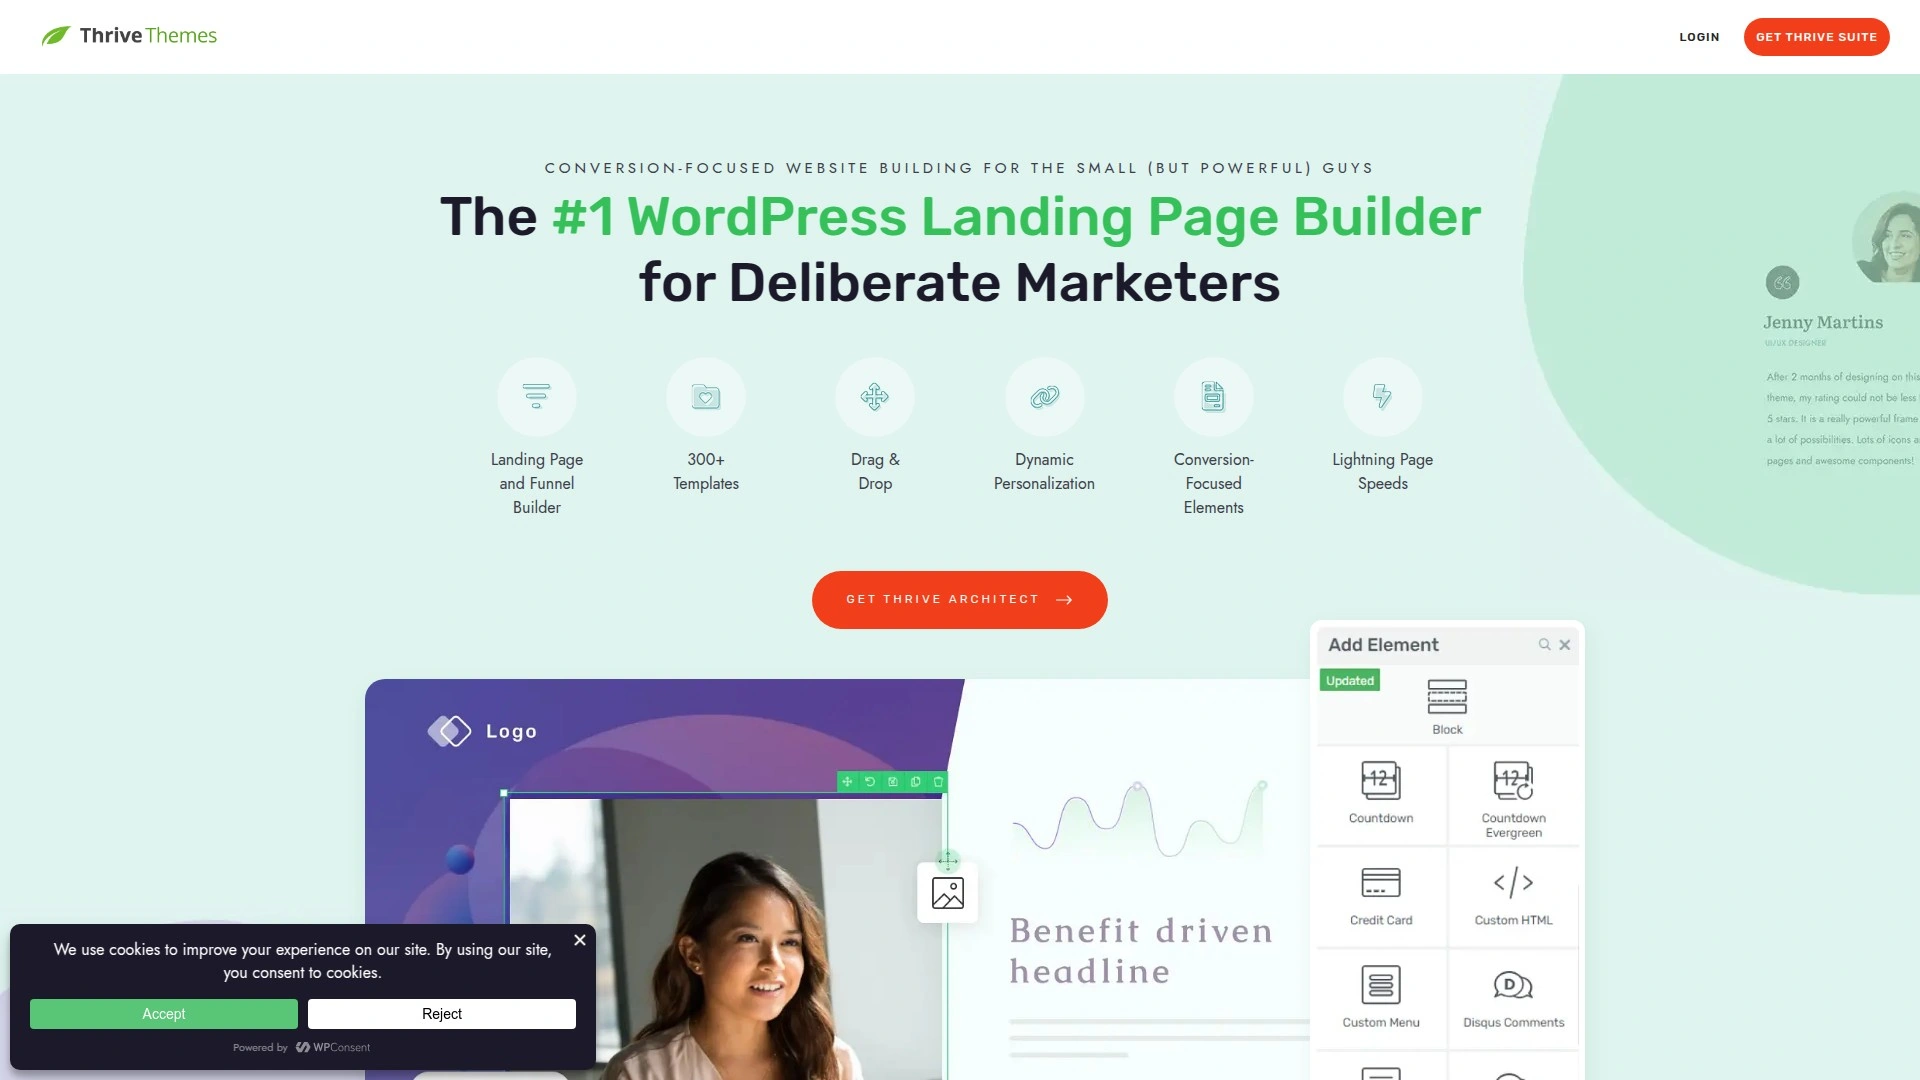 Thrive Themes
LOGIN
GET THRIVE SUITE
CONVERSION-FOCUSED WEBSITE BUILDING FOR THE SMALL (BUT POWERFUL) GUYS
The #1 WordPress Landing Page Builder
for Deliberate Marketers
Jenny Martins
UI/UX DESIGNER
After 2 months of designing on this
theme, my rating could not be less
5 stars. It is a really powerful frame
a lot of possibilities. Lots of icons a
pages and awesome components!
Landing Page
and Funnel
Builder
300+
Templates
Drag &
Drop
Dynamic
Personalization
Conversion-
Focused
Elements
Lightning Page
Speeds
GET THRIVE ARCHITECT
Logo
Benefit driven
headline
Add Element
Updated
Block
12
Countdown
12
Countdown
Evergreen
Credit Card
Custom HTML
Custom Menu
D
Disqus Comments
We use cookies to improve your experience on our site. By using our site,
you consent to cookies.
Accept
Reject
Powered by WPConsent